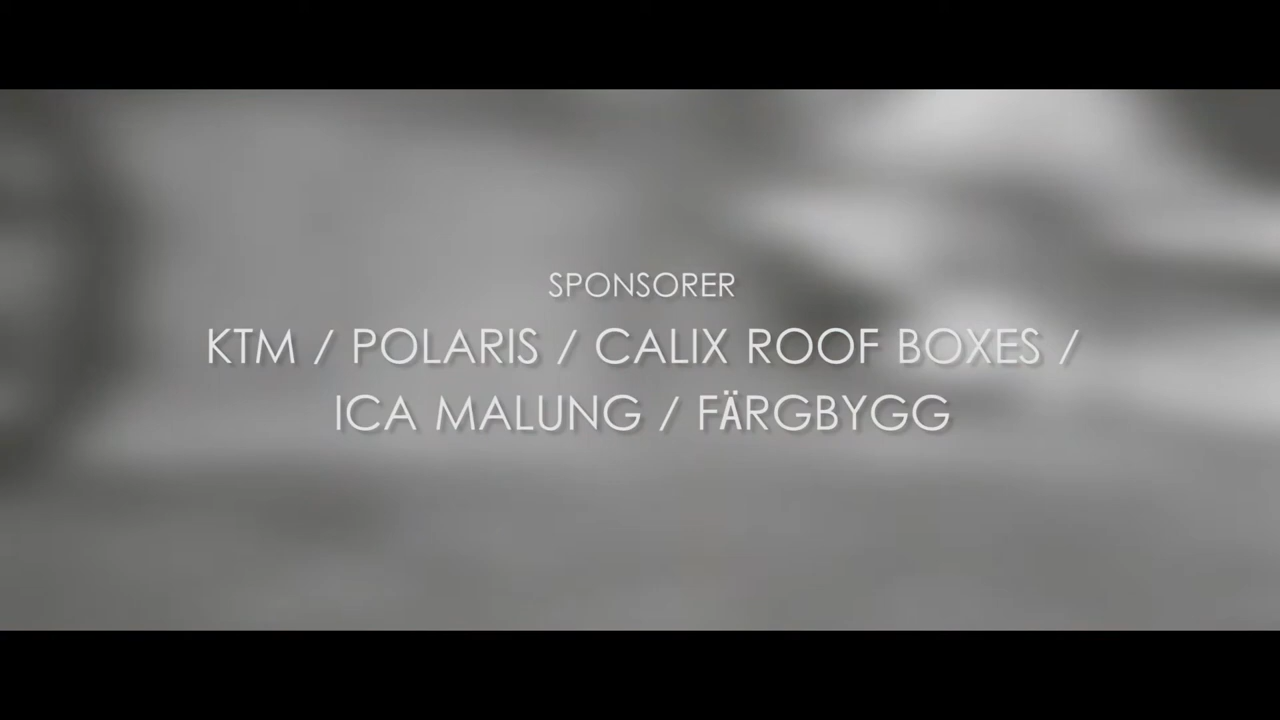 SPONSORER
KTM / POLARIS / CALIX ROOF BOXES /
ICA MALUNG / FÄRGBYGG